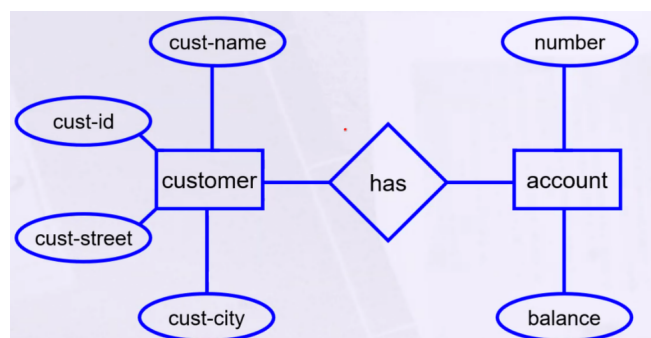 cust-name
number
cust-id
customer
has
account
cust-street
cust-city
balance